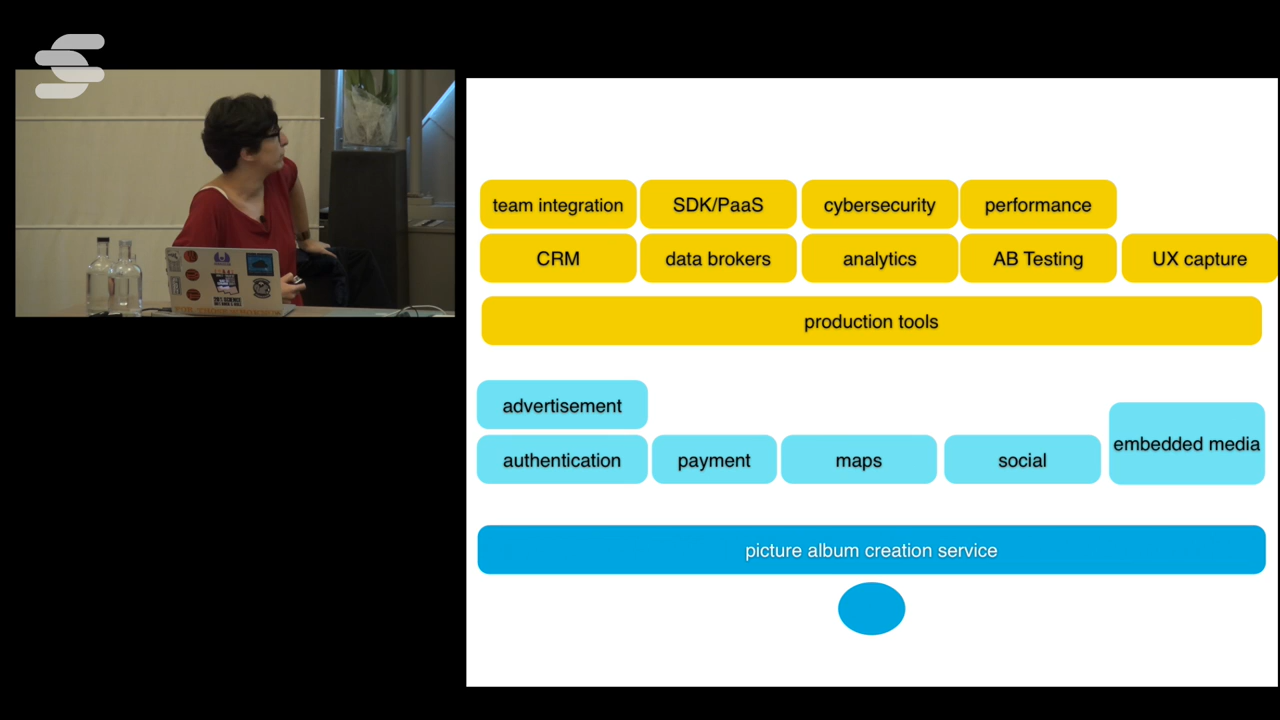 team integration
SDK/PaaS
cybersecurity
performance
CRM
data brokers
analytics
AB Testing
UX capture
production tools
advertisement
authentication
payment
maps
social
embedded media
picture album creation service